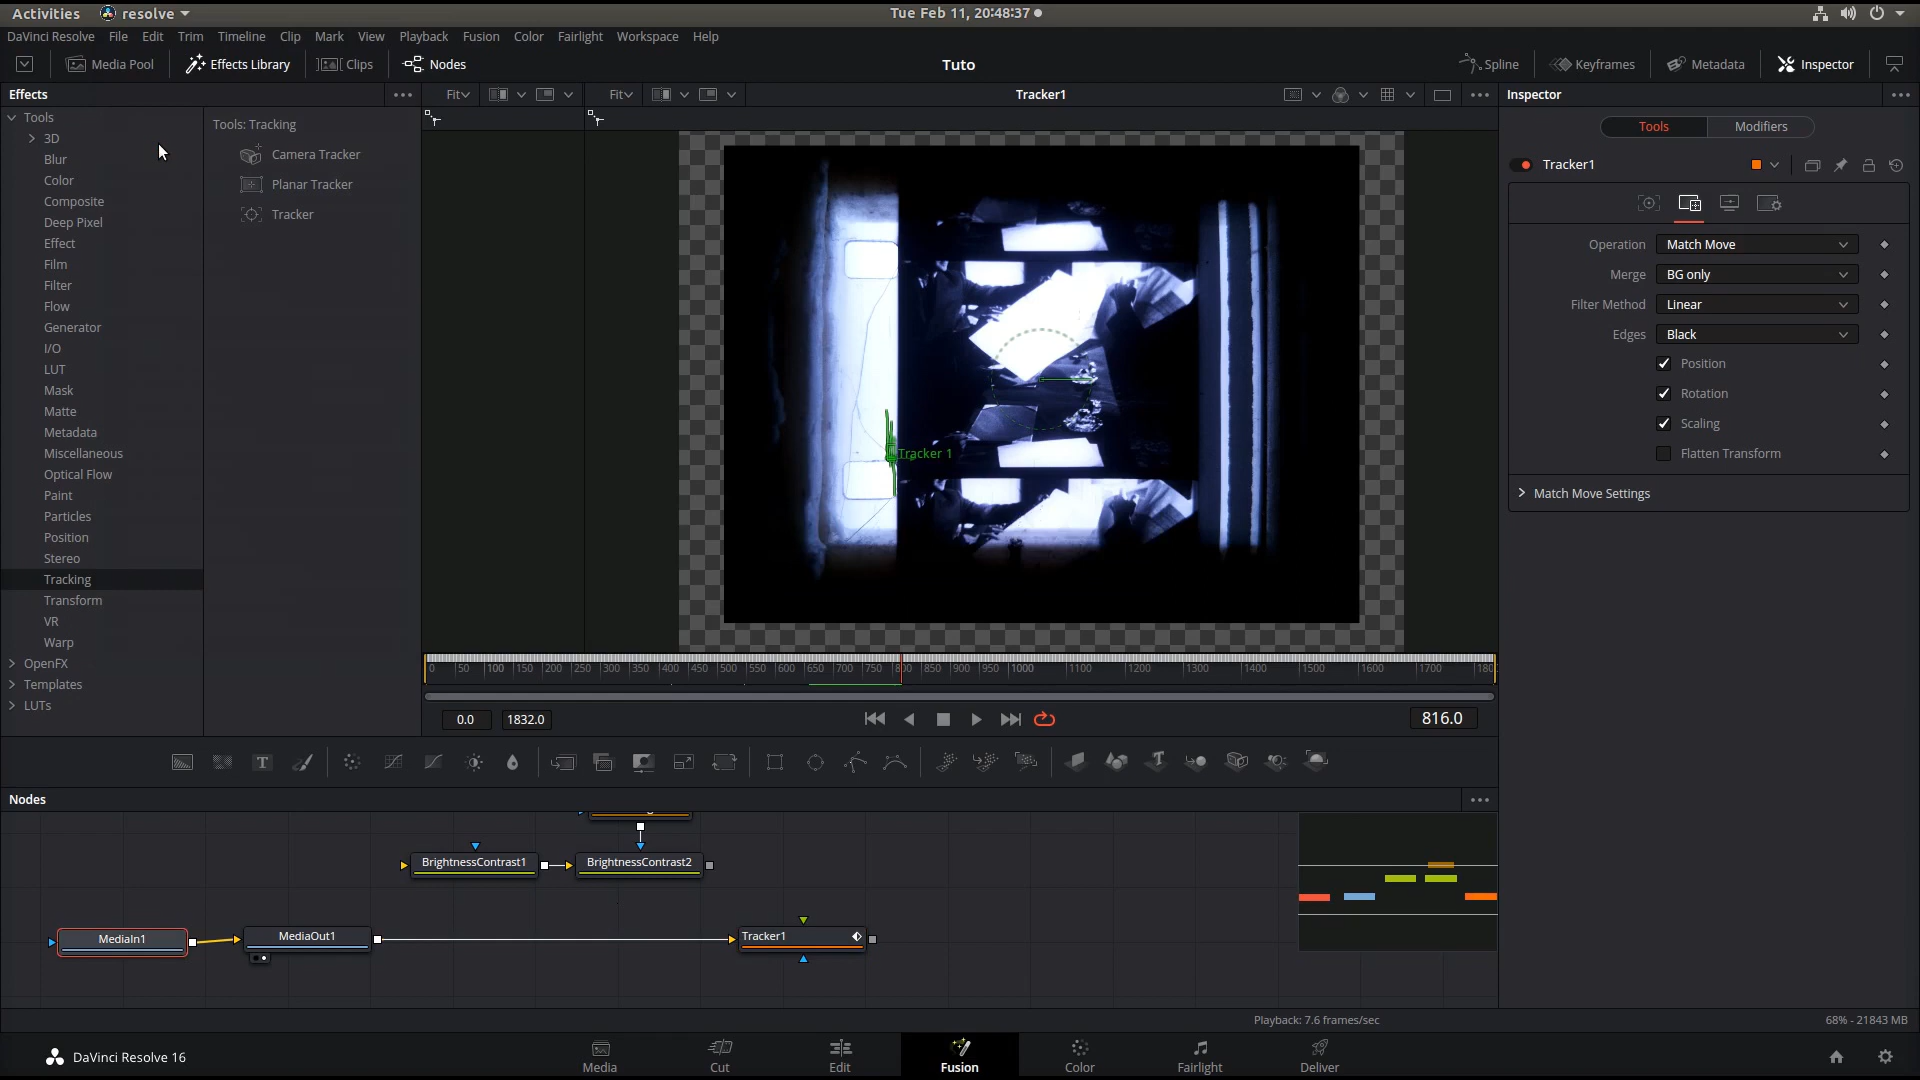 Activities resolve Tue Feb 11, 20:48:37
DaVinci Resolve File Edit Trim Timeline Clip Mark View Playback Fusion Color Fairlight Workspace Help
Media Pool Effects Library Clips Nodes Tuto Spline Keyframes Metadata Inspector
Effects Fit Fit Tracker1 Inspector
Tools
3D
Blur
Color
Composite
Deep Pixel
Effect
Film
Filter
Flow
Generator
I/O
LUT
Mask
Matte
Metadata
Miscellaneous
Optical Flow
Paint
Particles
Position
Stereo
Tracking
Transform
VR
Warp
OpenFX
Templates
LUTs
Tools: Tracking
Camera Tracker
Planar Tracker
Tracker
Tracker 1
Tools Modifiers
Tracker1
Operation Match Move
Merge BG only
Filter Method Linear
Edges Black
Position
Rotation
Scaling
Flatten Transform
Match Move Settings
0 50 100 150 200 250 300 350 400 450 500 550 600 650 700 750 850 900 950 1000 1100 1200 1300 1400 1500 1600 1700
0.0 1832.0 816.0
Nodes
BrightnessContrast1 BrightnessContrast2
MediaIn1 MediaOut1 Tracker1
Playback: 7.6 frames/sec 68% - 21843 MB
DaVinci Resolve 16 Media Cut Edit Fusion Color Fairlight Deliver